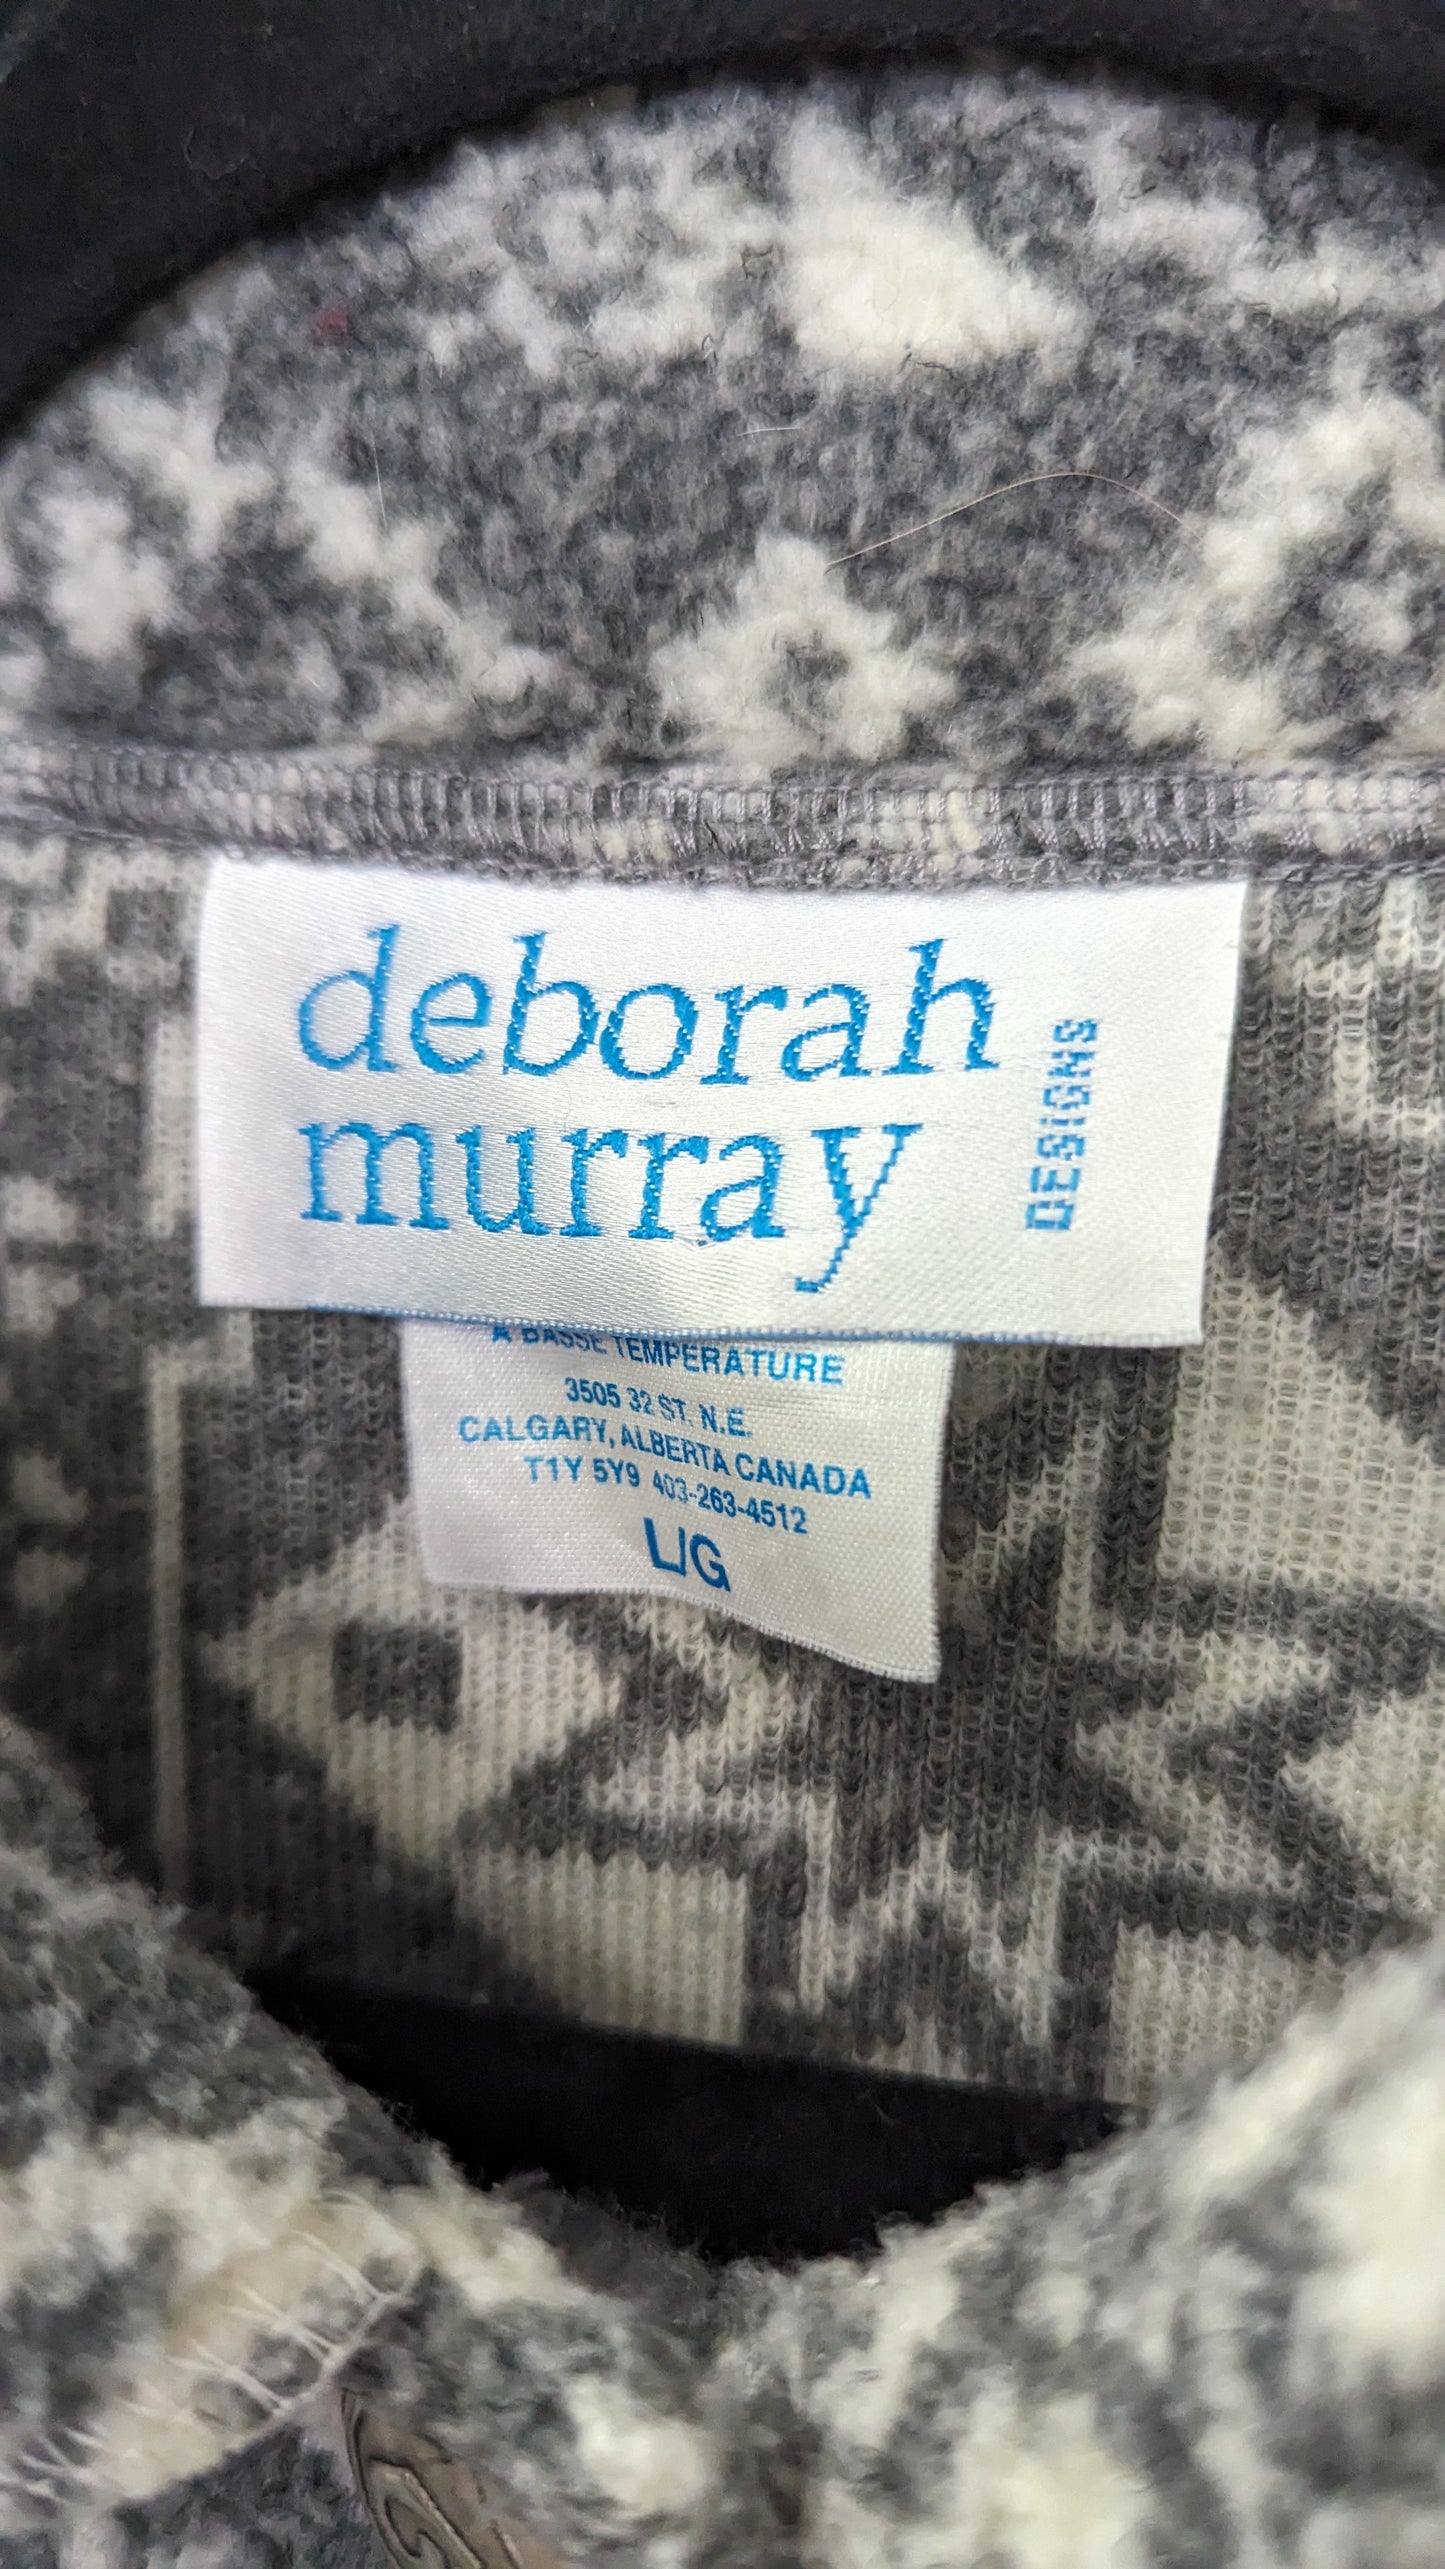 deborah
murray
DESIGNS
A BASSE TEMPERATURE
3505 32 ST. N.E.
CALGARY, ALBERTA CANADA
T1Y 5Y9 403-263-4512
L/G